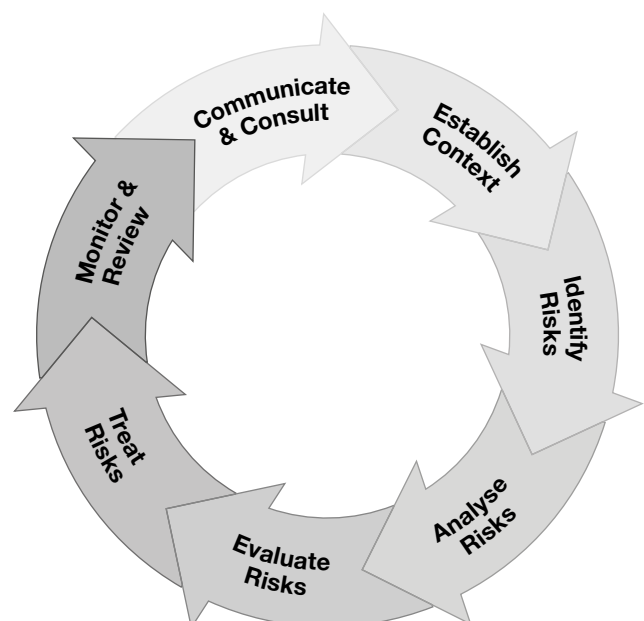 Communicate
& Consult
Establish
Context
Identify
Risks
Analyse
Risks
Evaluate
Risks
Treat
Risks
Monitor &
Review